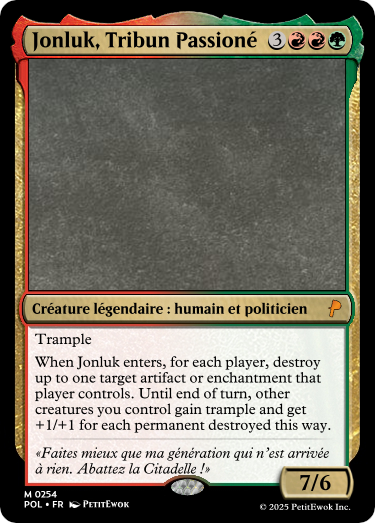 Jonluk, Tribun Passioné 3
Créature légendaire : humain et politicien
Trample
When Jonluk enters, for each player, destroy
up to one target artifact or enchantment that
player controls. Until end of turn, other
creatures you control gain trample and get
+1/+1 for each permanent destroyed this way.
«Faites mieux que ma génération qui n'est arrivée
à rien. Abattez la Citadelle !»
7/6
M 0254
POL • FR PETITEWOK
© 2025 PetitEwok Inc.